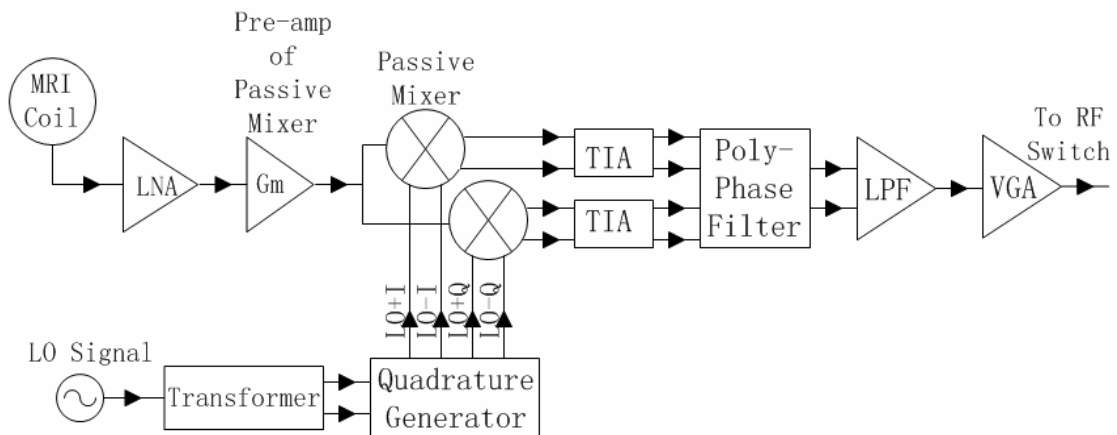 MRI
Coil
LNA
Pre-amp
of
Passive
Mixer
Gm
Passive
Mixer
TIA
TIA
Poly-
Phase
Filter
LPF
VGA
To RF
Switch
LO+I
LO-I
LO+Q
LO-Q
LO Signal
Transformer
Quadrature
Generator